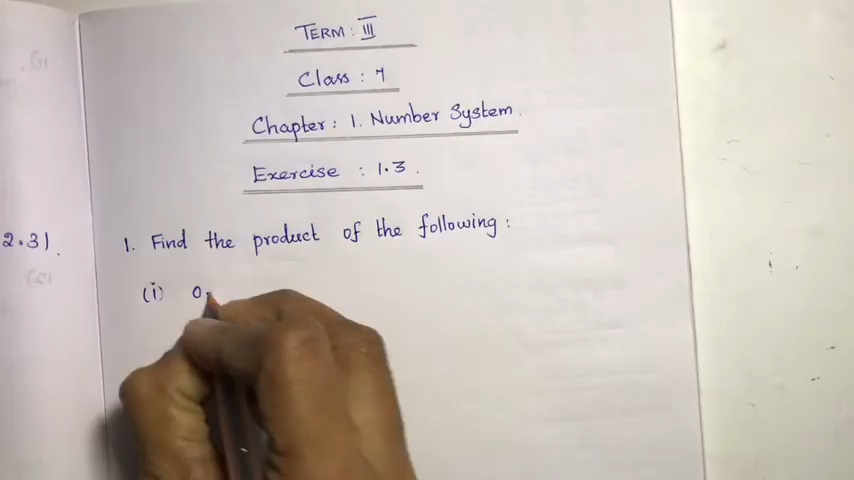 TERM: III
Class : 7
Chapter: 1. Number System.
Exercise : 1.3.
2.31.
1. Find the product of the following:
(i) 0.